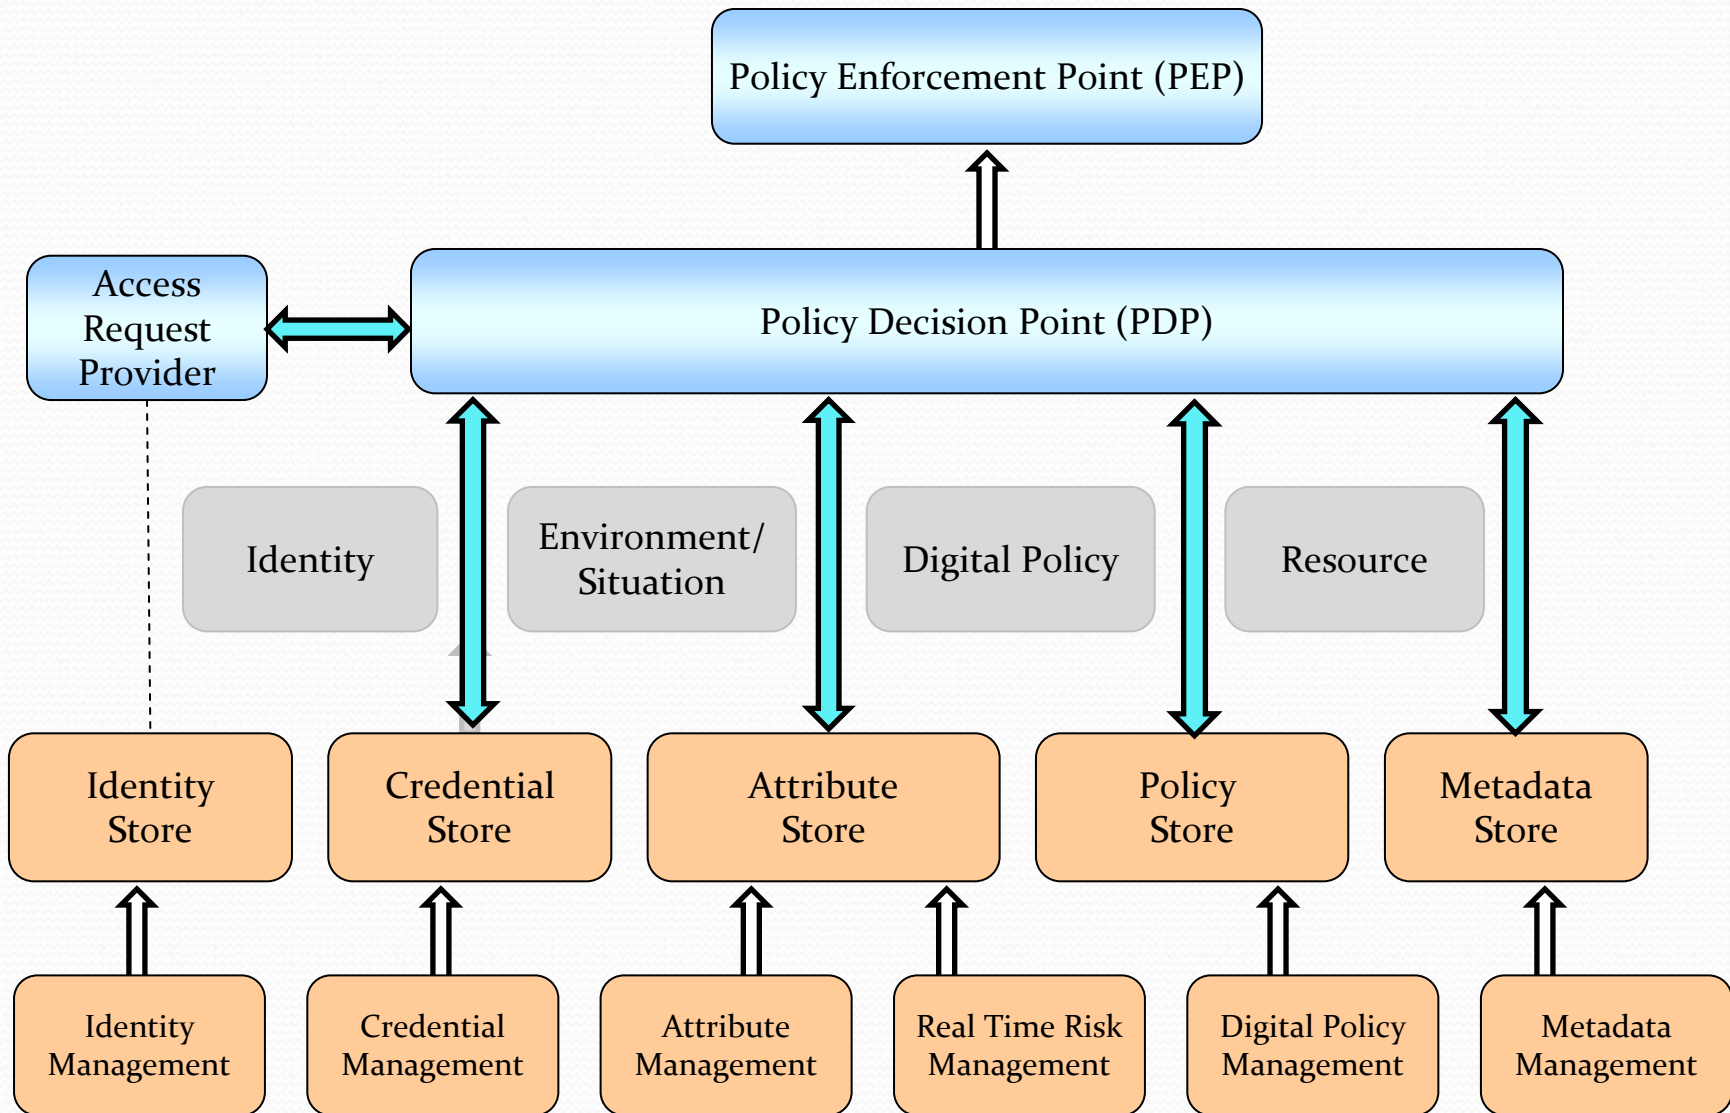 Policy Enforcement Point (PEP)
Access
Request
Provider
Policy Decision Point (PDP)
Identity
Environment/
Situation
Digital Policy
Resource
Identity
Store
Credential
Store
Attribute
Store
Policy
Store
Metadata
Store
Identity
Management
Credential
Management
Attribute
Management
Real Time Risk
Management
Digital Policy
Management
Metadata
Management